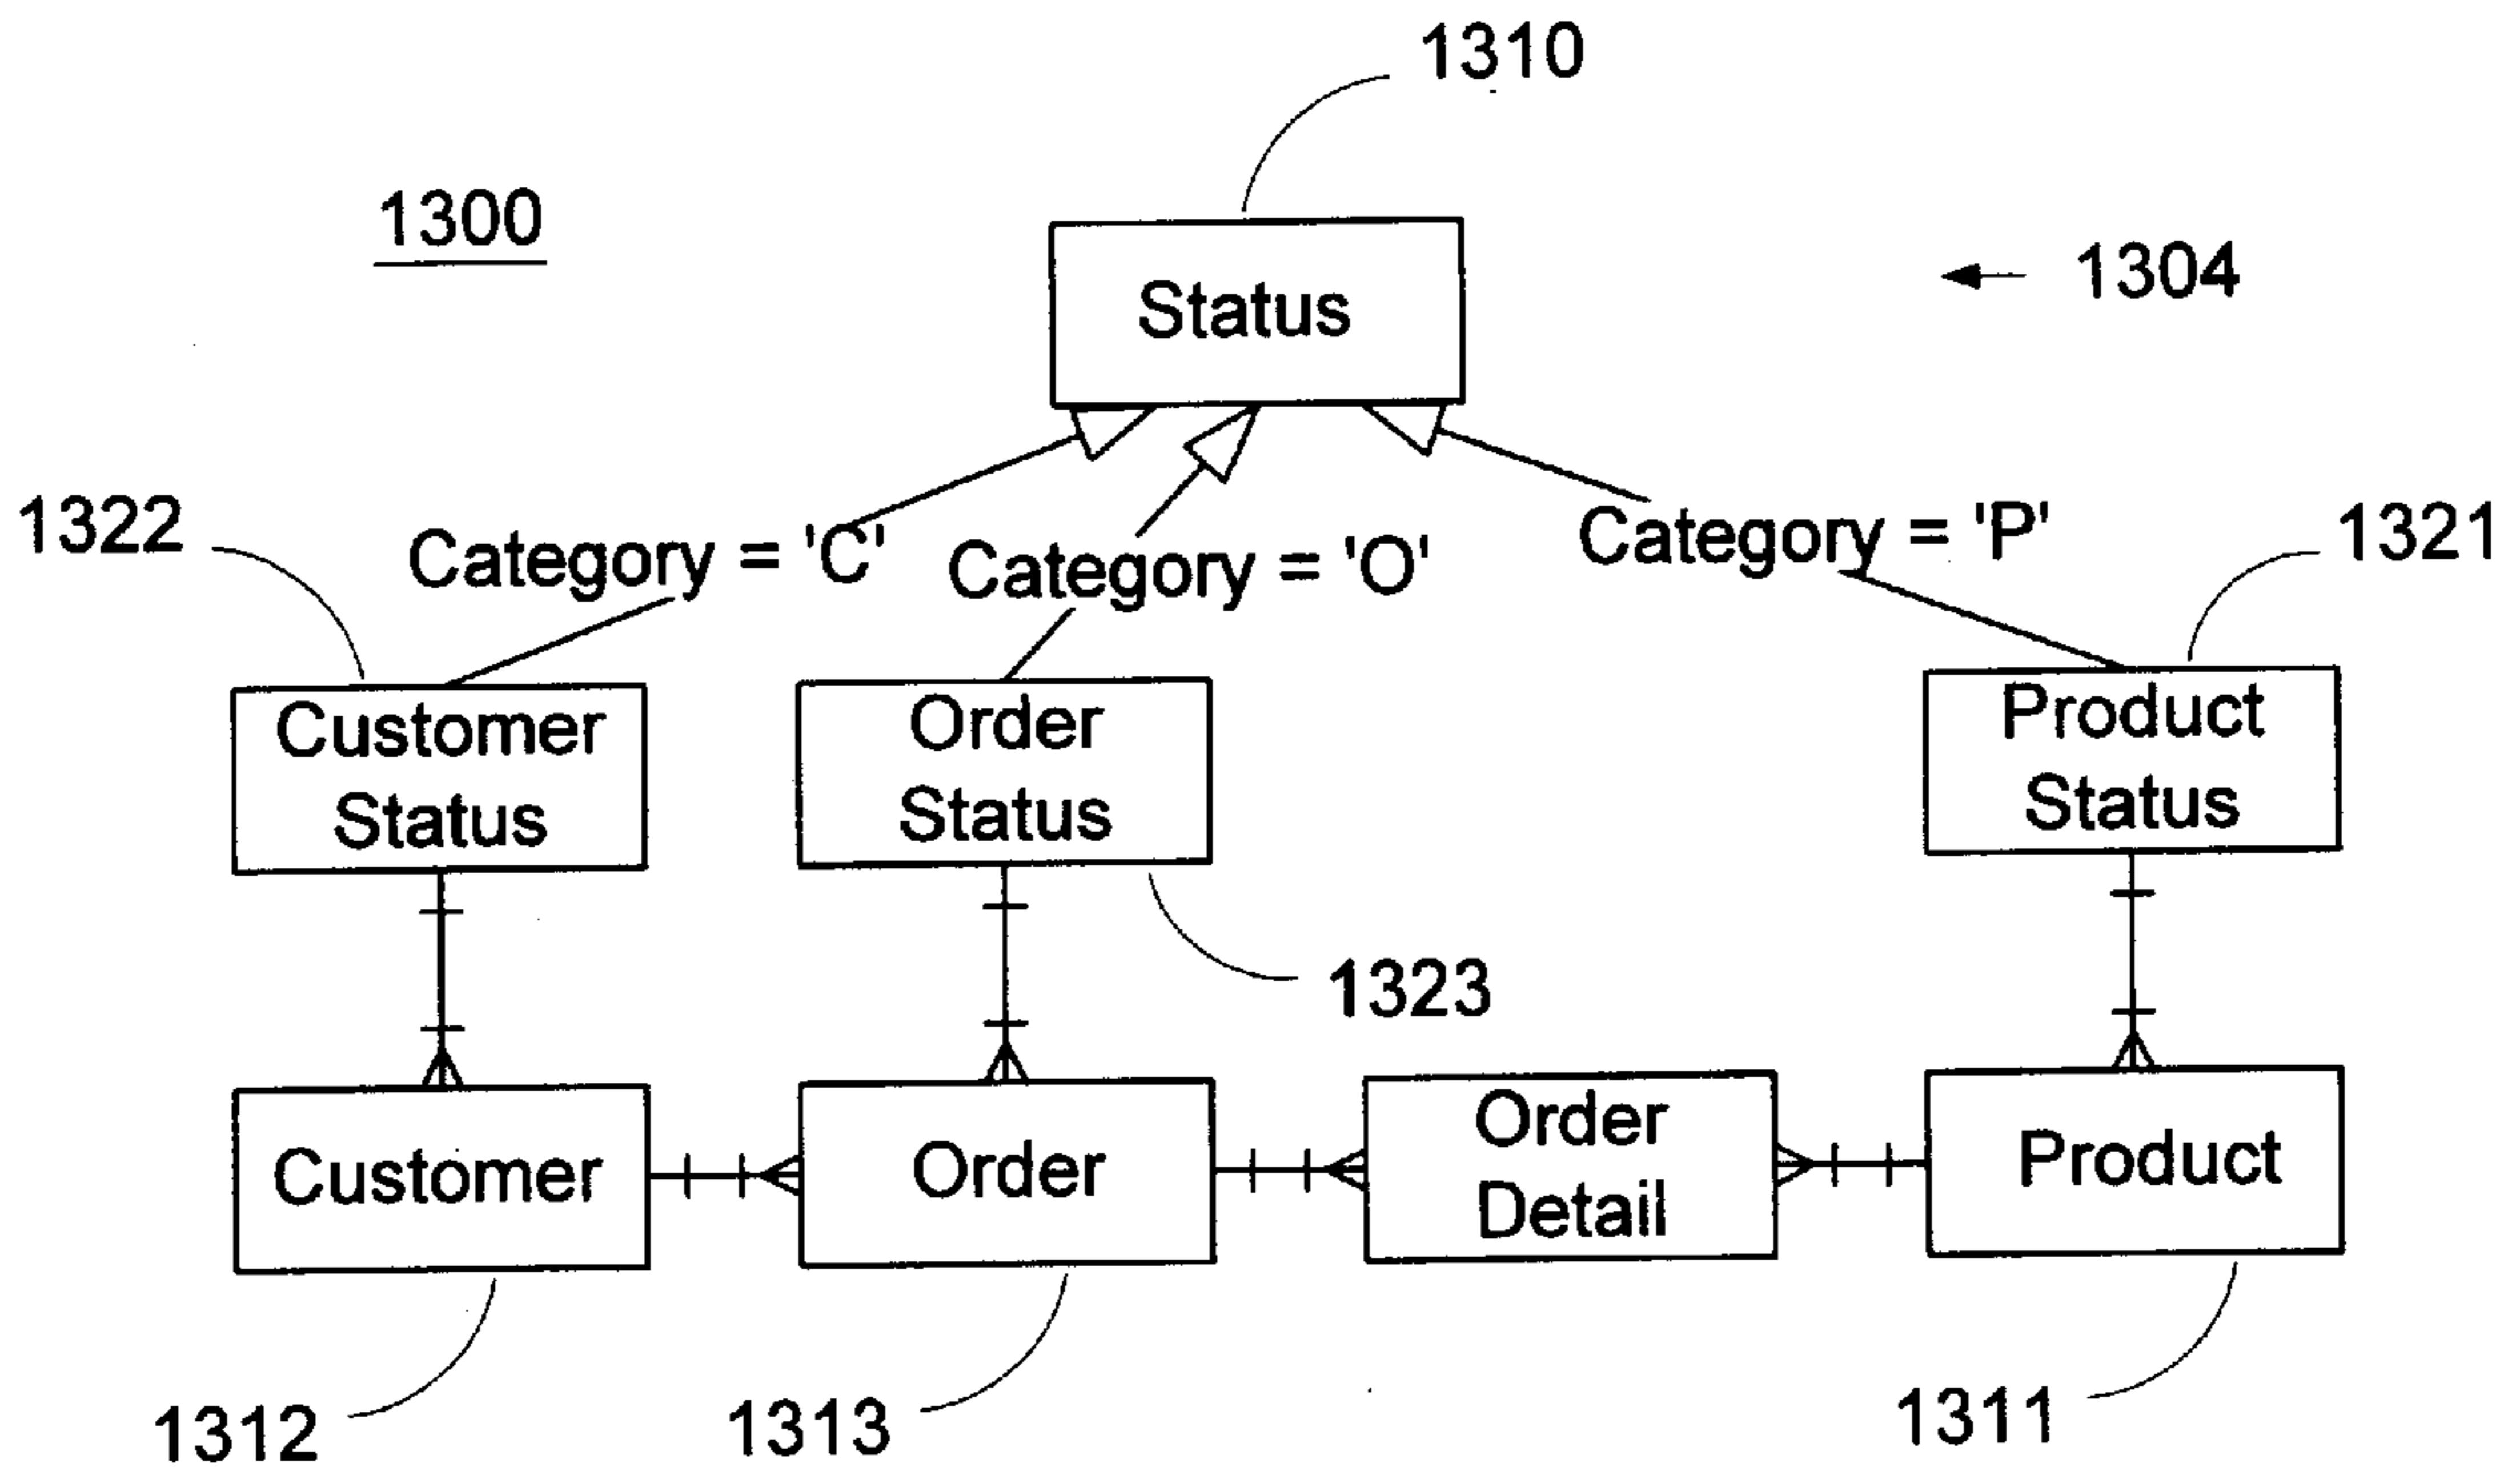 1310
1300
1304
Status
1322
Category = 'C'
Category = 'O'
Category = 'P'
1321
Customer
Status
Order
Status
Product
Status
1323
Customer
Order
Order
Detail
Product
1312
1313
1311